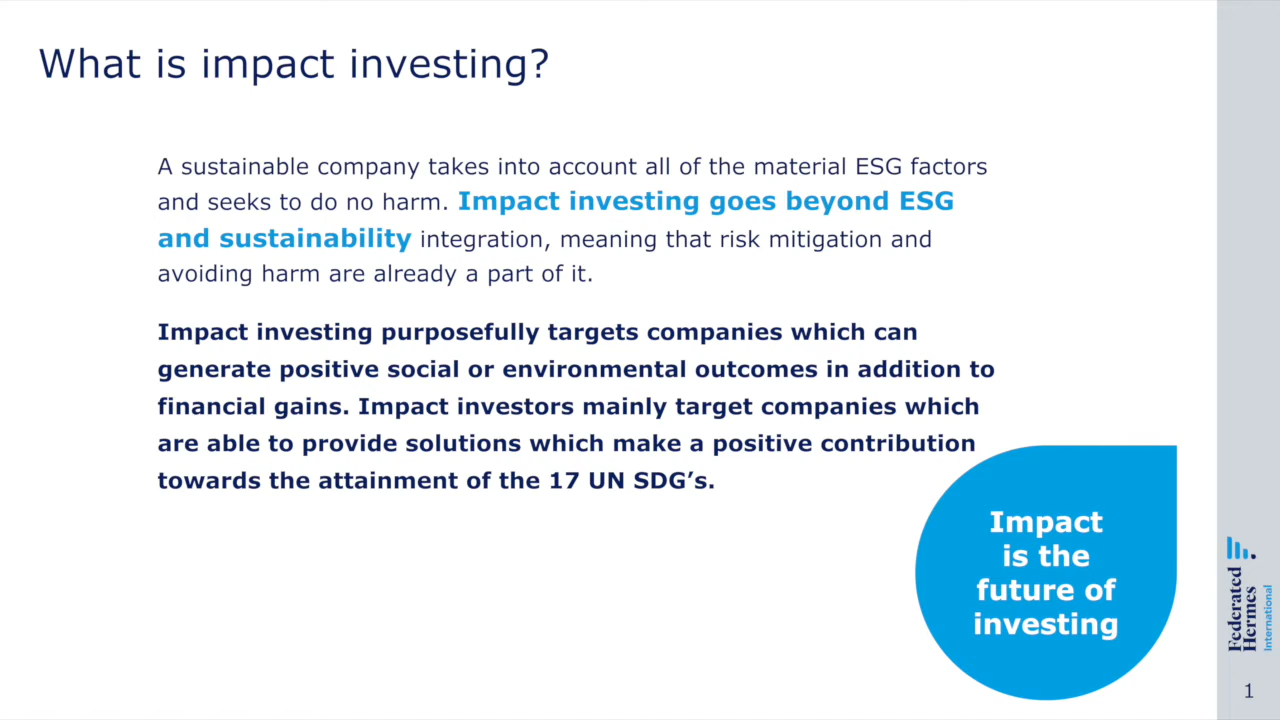 What is impact investing?
A sustainable company takes into account all of the material ESG factors
and seeks to do no harm. Impact investing goes beyond ESG
and sustainability integration, meaning that risk mitigation and
avoiding harm are already a part of it.
Impact investing purposefully targets companies which can
generate positive social or environmental outcomes in addition to
financial gains. Impact investors mainly target companies which
are able to provide solutions which make a positive contribution
towards the attainment of the 17 UN SDG’s.
Impact
is the
future of
investing
Federated
Hermes
International
1